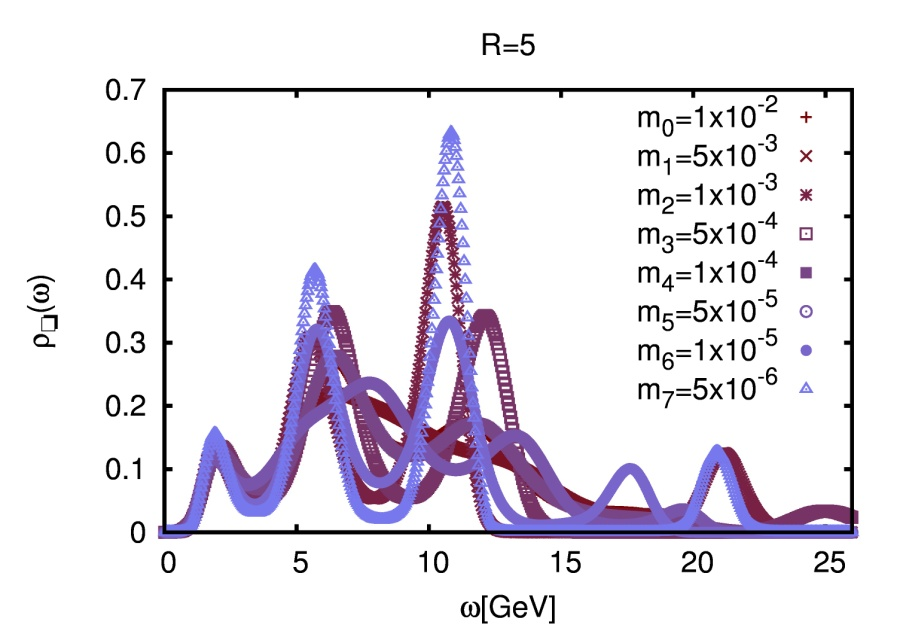 R=5
0.7
0.6
0.5
0.4
0.3
0.2
0.1
0
ρ□(ω)
m₀=1x10⁻²
m₁=5x10⁻³
m₂=1x10⁻³
m₃=5x10⁻⁴
m₄=1x10⁻⁴
m₅=5x10⁻⁵
m₆=1x10⁻⁵
m₇=5x10⁻⁶
0 5 10 15 20 25
ω[GeV]